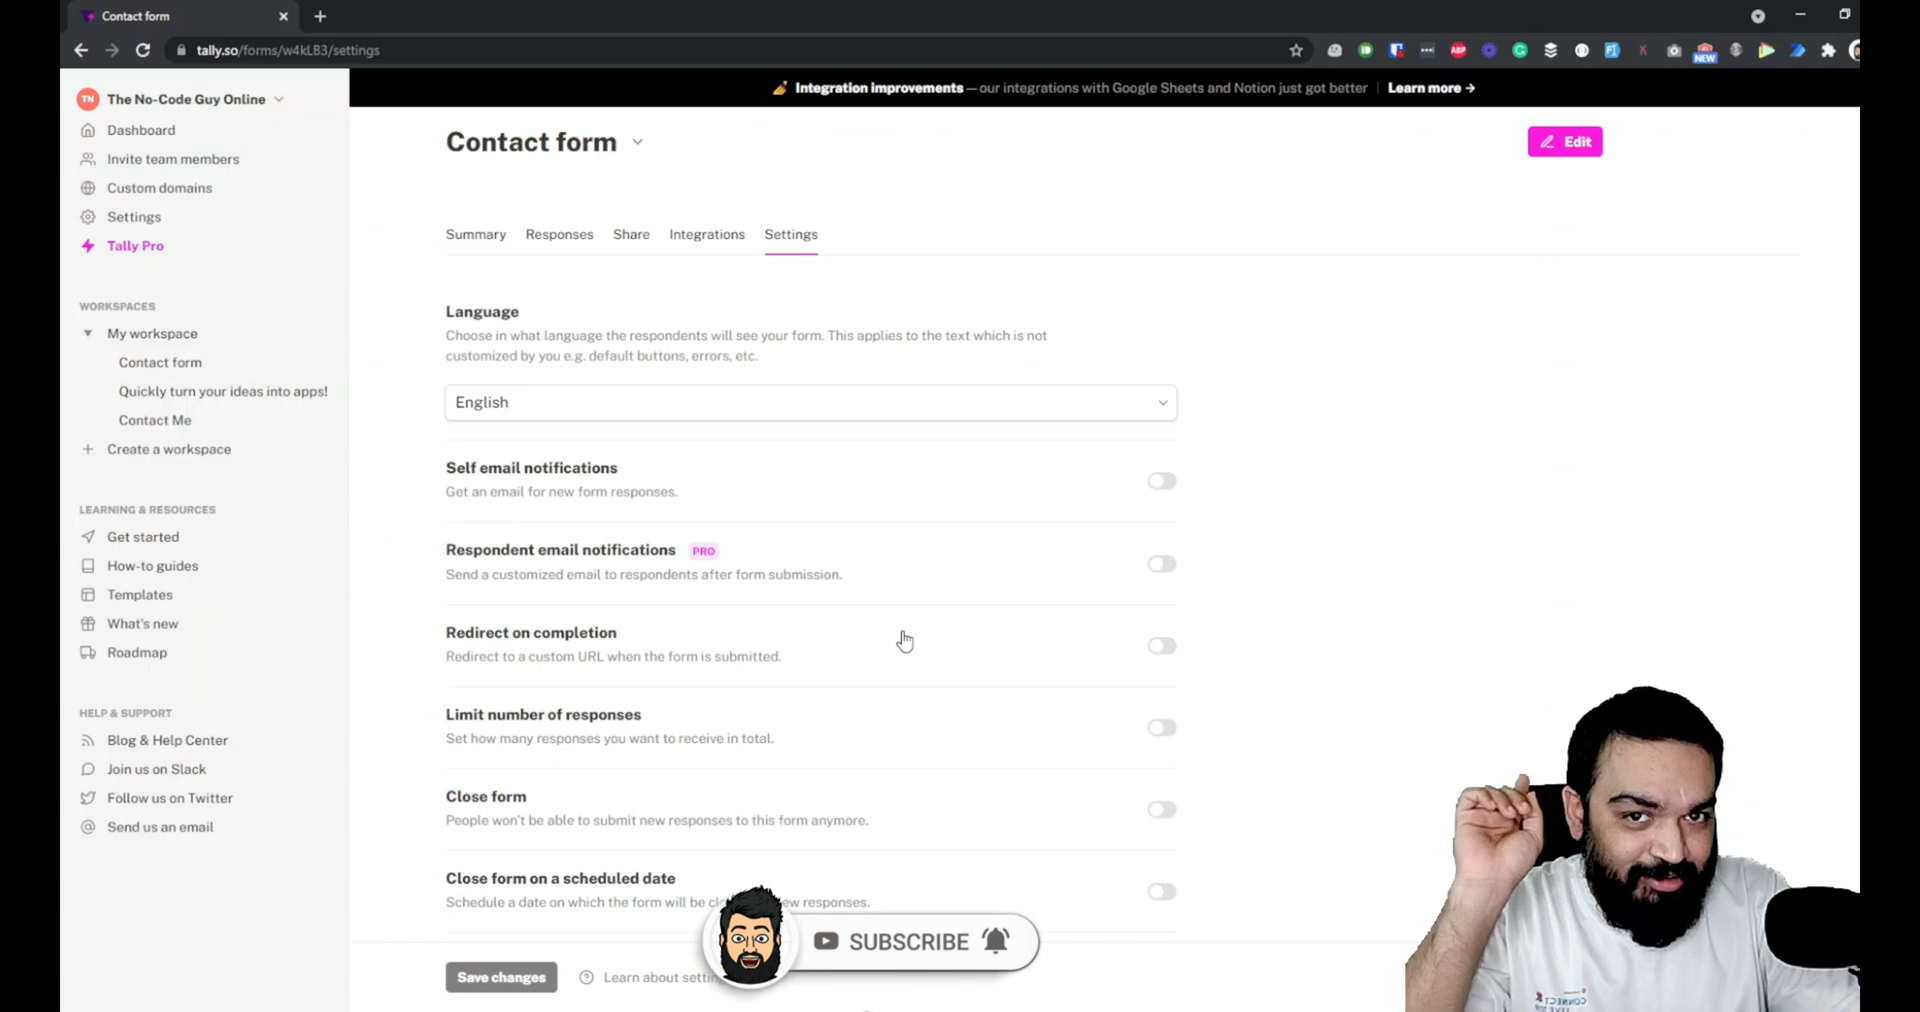 Contact form
tally.so/forms/w4kLB3/settings
ABP
NEW
TN The No-Code Guy Online
Dashboard
Invite team members
Custom domains
Settings
Tally Pro
WORKSPACES
My workspace
Contact form
Quickly turn your ideas into apps!
Contact Me
Create a workspace
LEARNING & RESOURCES
Get started
How-to guides
Templates
What's new
Roadmap
HELP & SUPPORT
Blog & Help Center
Join us on Slack
Follow us on Twitter
Send us an email
Integration improvements — our integrations with Google Sheets and Notion just got better | Learn more →
Contact form
Edit
Summary Responses Share Integrations Settings
Language
Choose in what language the respondents will see your form. This applies to the text which is not
customized by you e.g. default buttons, errors, etc.
English
Self email notifications
Get an email for new form responses.
Respondent email notifications PRO
Send a customized email to respondents after form submission.
Redirect on completion
Redirect to a custom URL when the form is submitted.
Limit number of responses
Set how many responses you want to receive in total.
Close form
People won't be able to submit new responses to this form anymore.
Close form on a scheduled date
Schedule a date on which the form will be responses.
SUBSCRIBE
Save changes
Learn about